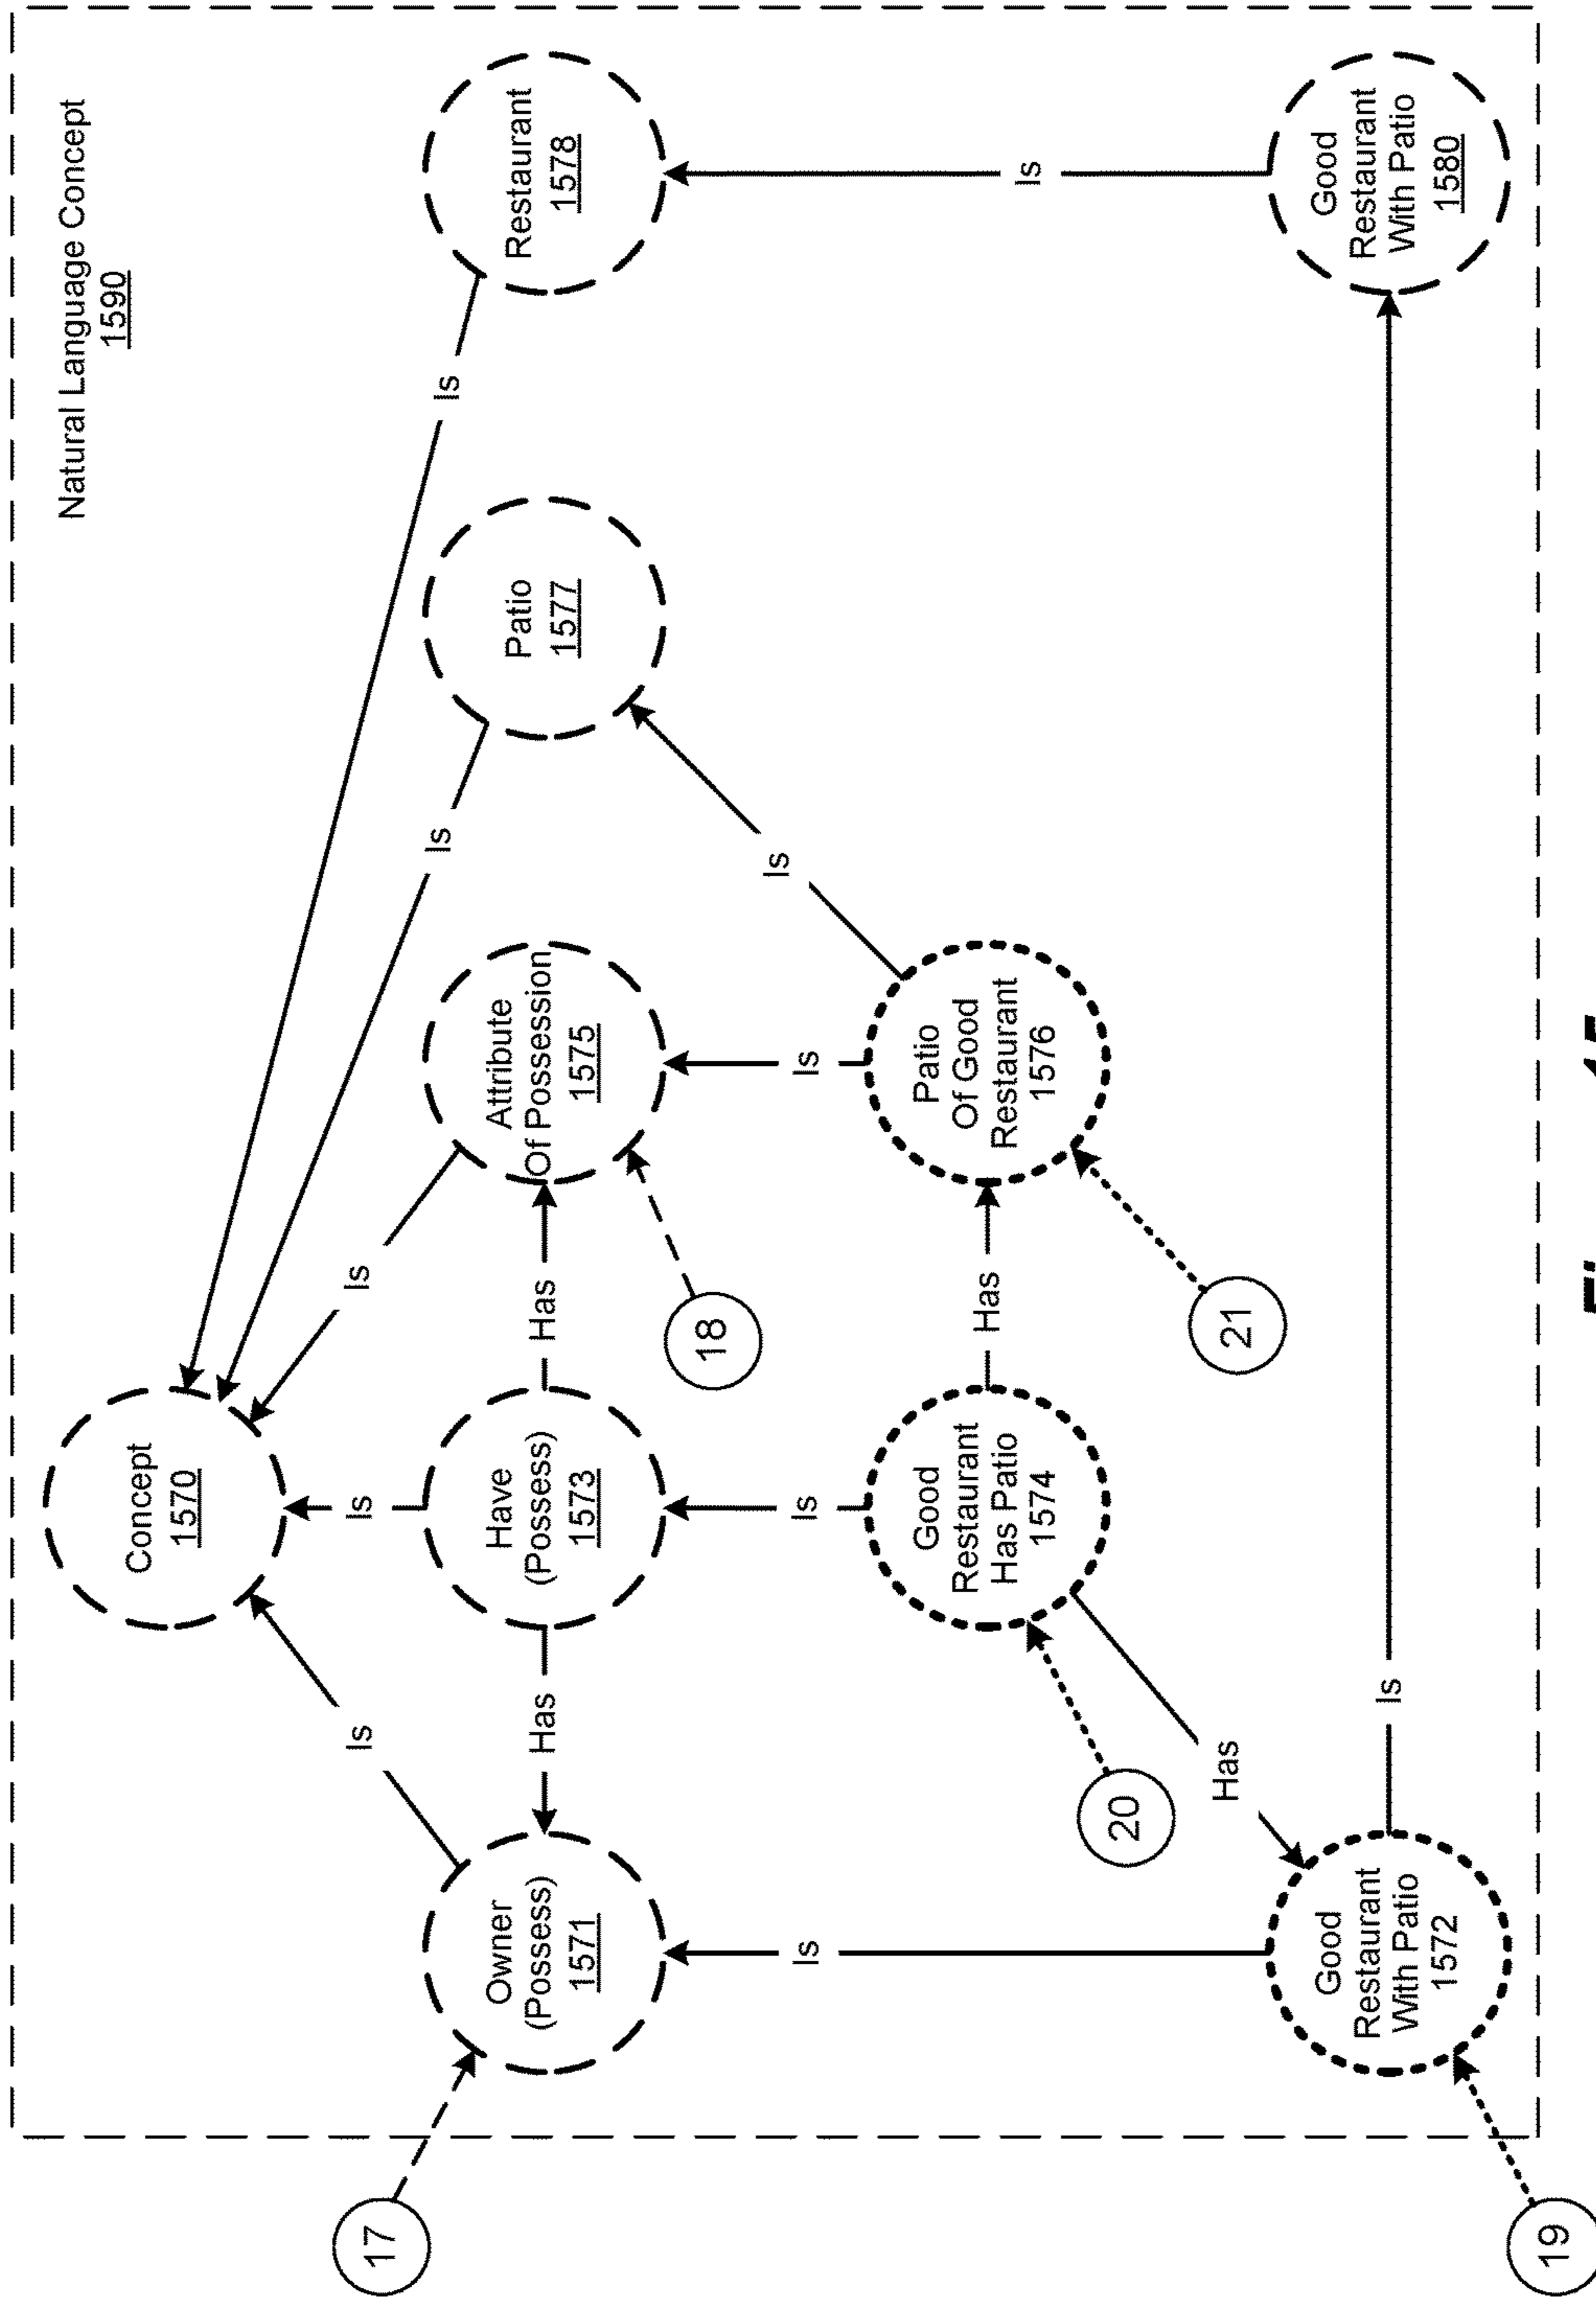 Natural Language Concept
1590
Concept
1570
Is
Is
Is
Is
Is
17
Owner
(Possess)
1571
Has
Have
(Possess)
1573
Has
Attribute
Of Possession
1575
Patio
1577
Restaurant
1578
18
Is
Is
Is
Is
Is
Good
Restaurant
Has Patio
1574
Has
Patio
Of Good
Restaurant
1576
20
Has
21
Good
Restaurant
With Patio
1572
Is
Good
Restaurant
With Patio
1580
19